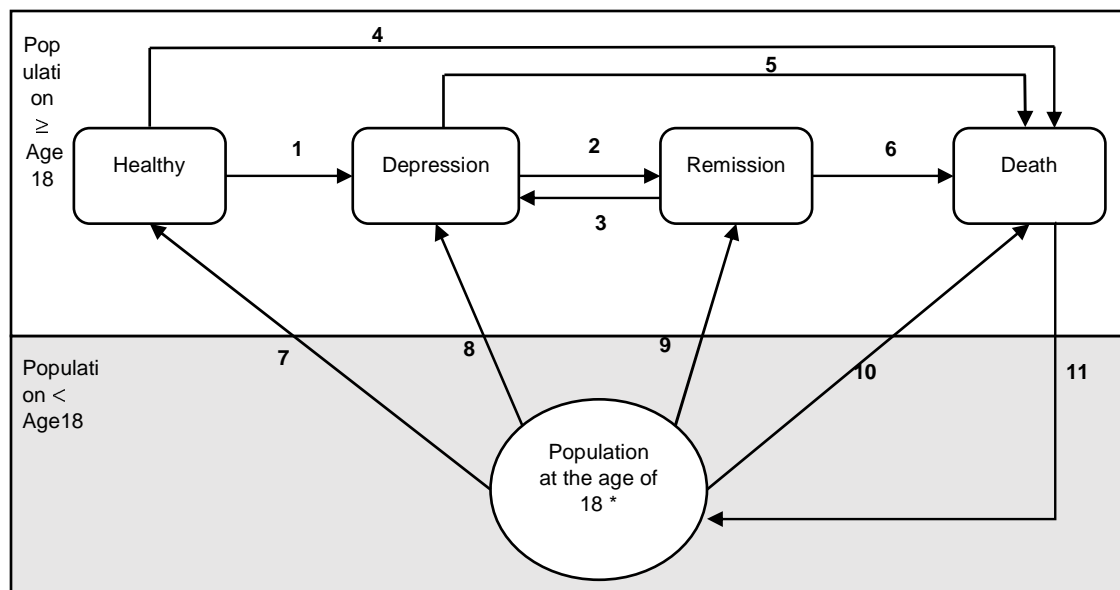 4
Pop
ulati
on
≥
Age
18
5
Healthy
1
Depression
2
Remission
6
Death
3
7
8
9
10
11
Populati
on <
Age18
Population
at the age of
18 *